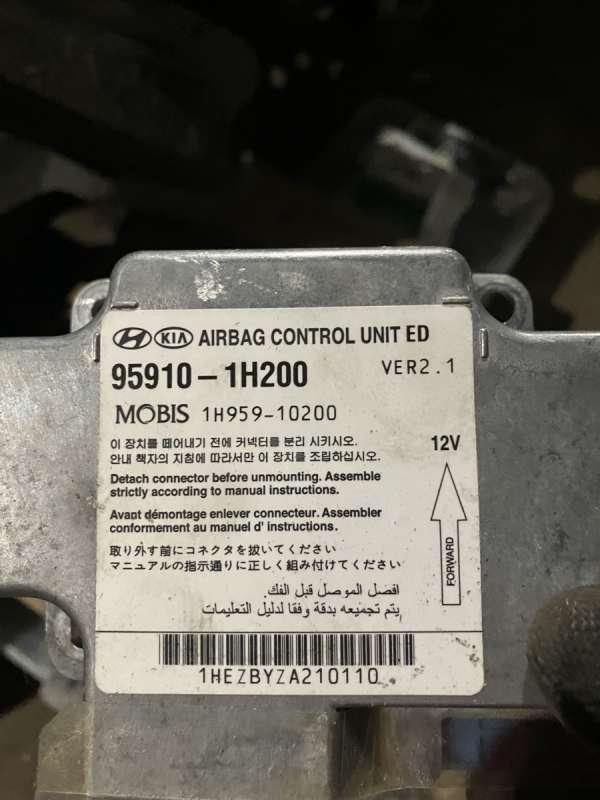 KIA AIRBAG CONTROL UNIT ED
95910-1H200 VER2.1
MOBIS 1H959-10200
이 장치를 떼어내기 전에 커넥터를 분리 시키시오.
안내 책자의 지침에 따라서만 이 장치를 조립하십시오.
12V
Detach connector before unmounting. Assemble
strictly according to manual instructions.
Avant démontage enlever connecteur. Assembler
conformement au manuel d' instructions.
FORWARD
取り外す前にコネクタを抜いてください
マニュアルの指示通りに正しく組み付けてください
افصل الموصل قبل الفك.
يتم تجميعه بدقة وفقا لدليل التعليمات
1HEZBYZA210110